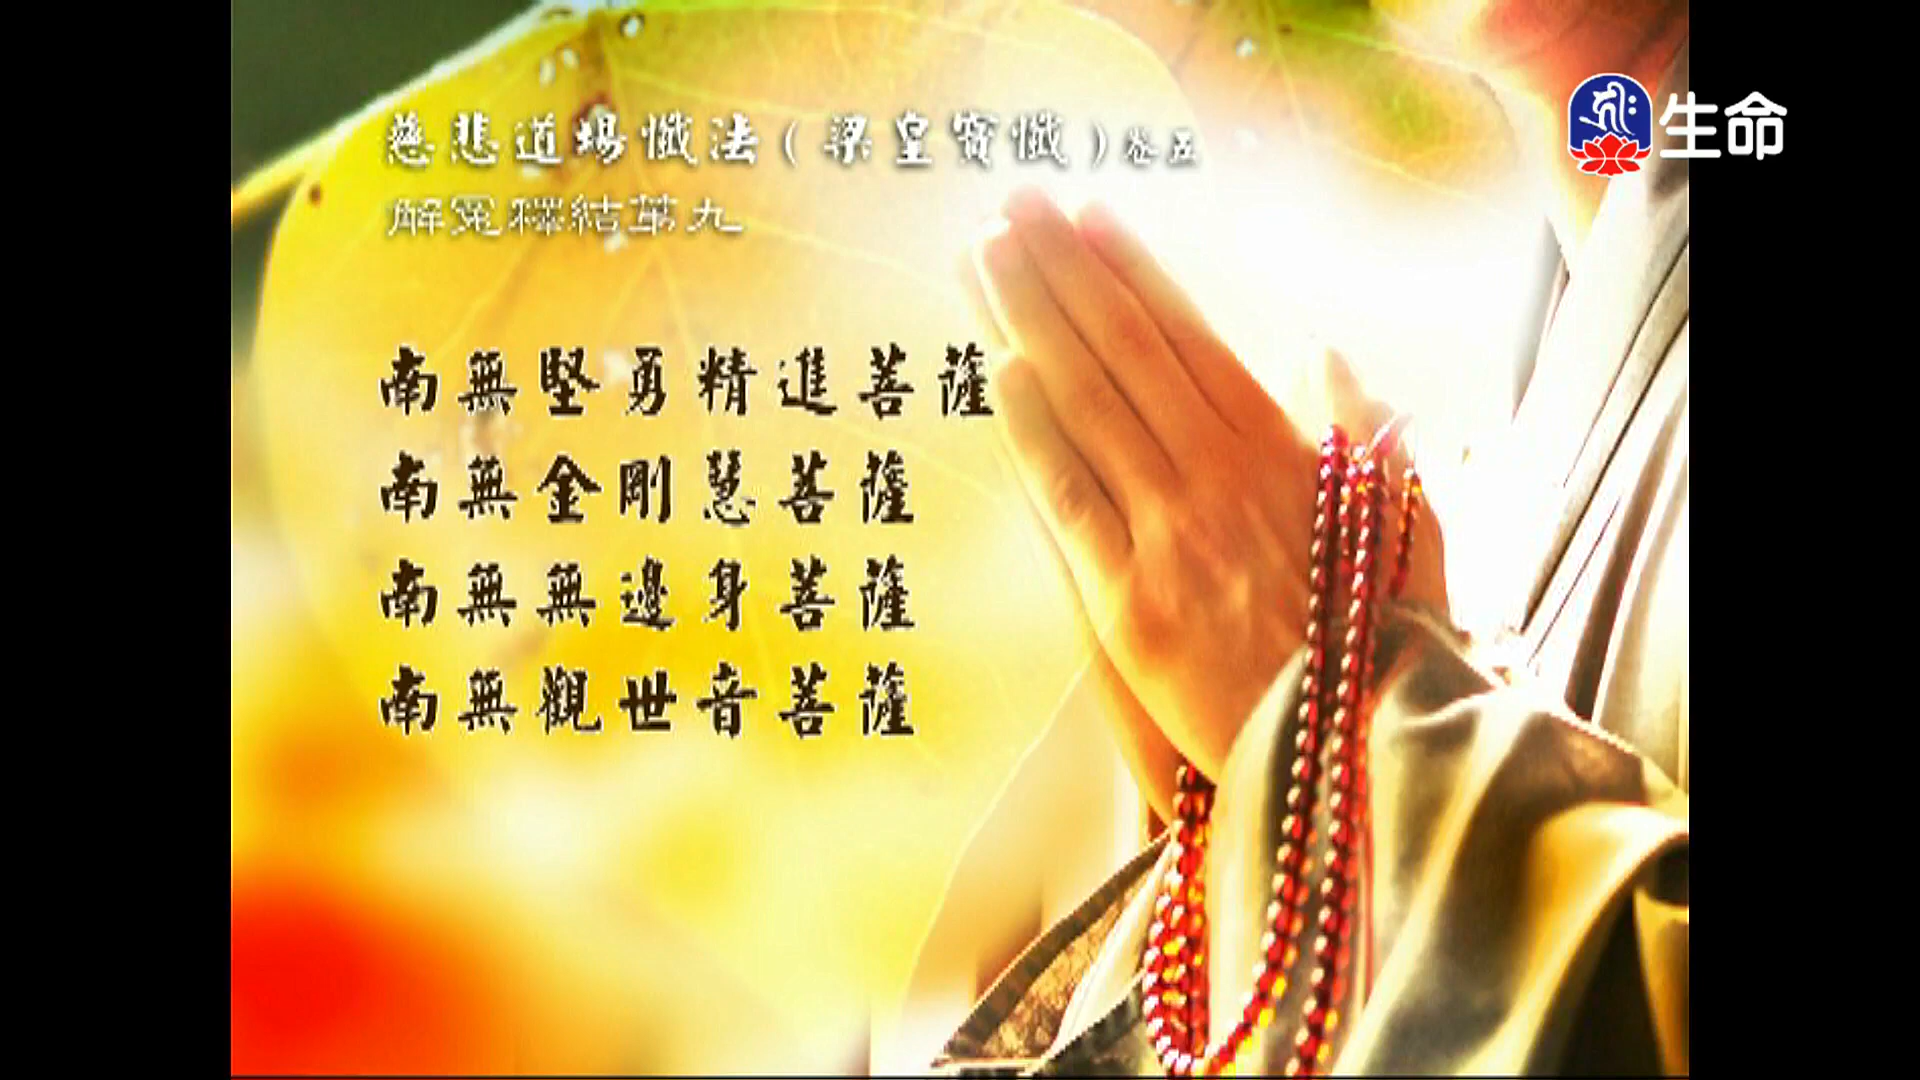 慈悲道場懺法（梁皇寶懺）卷五
解冤釋結第九
南無堅勇精進菩薩
南無金剛慧菩薩
南無無邊身菩薩
南無觀世音菩薩
生命